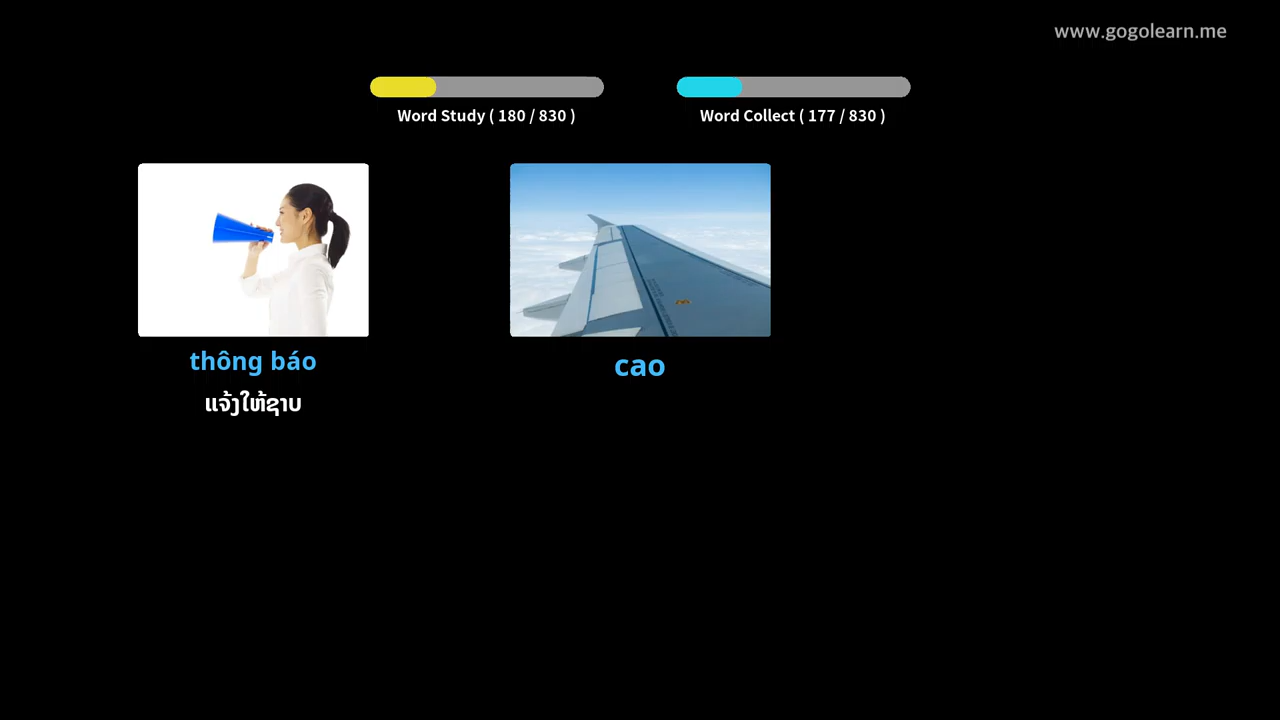 www.gogolearn.me
Word Study ( 180 / 830 )
Word Collect ( 177 / 830 )
thông báo
ແຈ້ງໃຫ້ຊາບ
cao